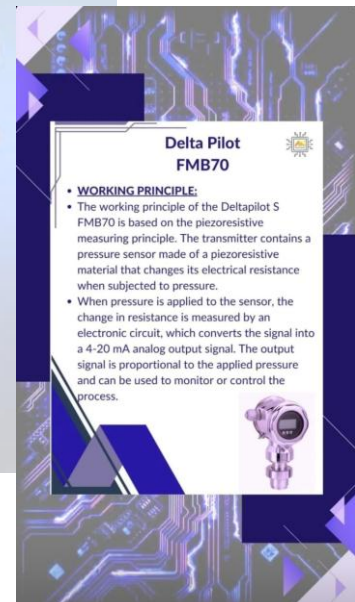 Delta Pilot
FMB70
• WORKING PRINCIPLE:
• The working principle of the Deltapilot S
FMB70 is based on the piezoresistive
measuring principle. The transmitter contains a
pressure sensor made of a piezoresistive
material that changes its electrical resistance
when subjected to pressure.
• When pressure is applied to the sensor, the
change in resistance is measured by an
electronic circuit, which converts the signal into
a 4-20 mA analog output signal. The output
signal is proportional to the applied pressure
and can be used to monitor or control the
process.